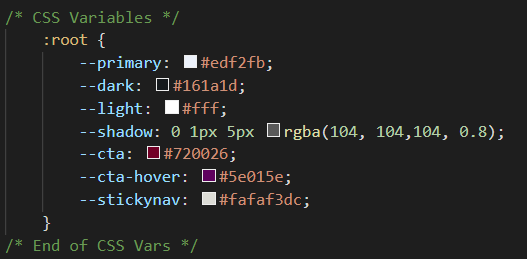 /* CSS Variables */
:root {
--primary: #edf2fb;
--dark: #161a1d;
--light: #fff;
--shadow: 0 1px 5px rgba(104, 104,104, 0.8);
--cta: #720026;
--cta-hover: #5e015e;
--stickynav: #fafaf3dc;
}
/* End of CSS Vars */